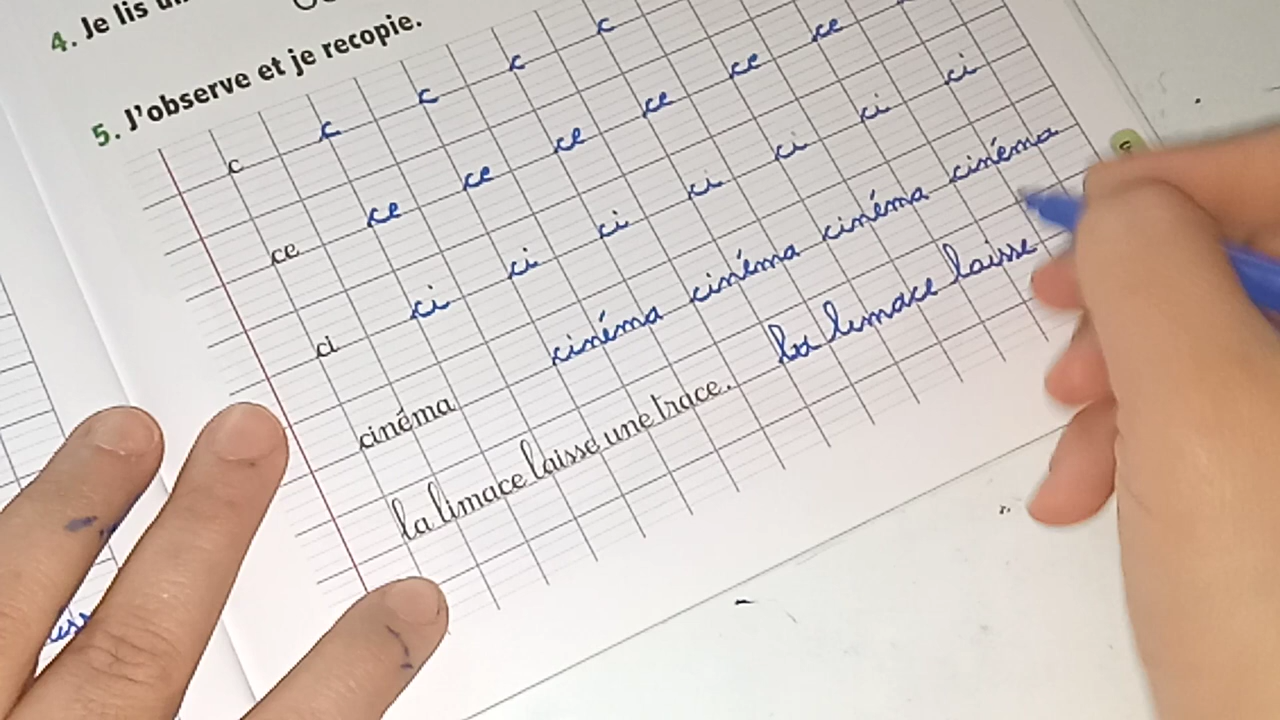 4. Je lis
5. J'observe et je recopie.
c c c c c
ce ce ce ce ce ce ce
ci ci ci ci ci ci ci ci
cinéma cinéma cinéma cinéma cinéma
la limace laisse une trace. la limace laisse